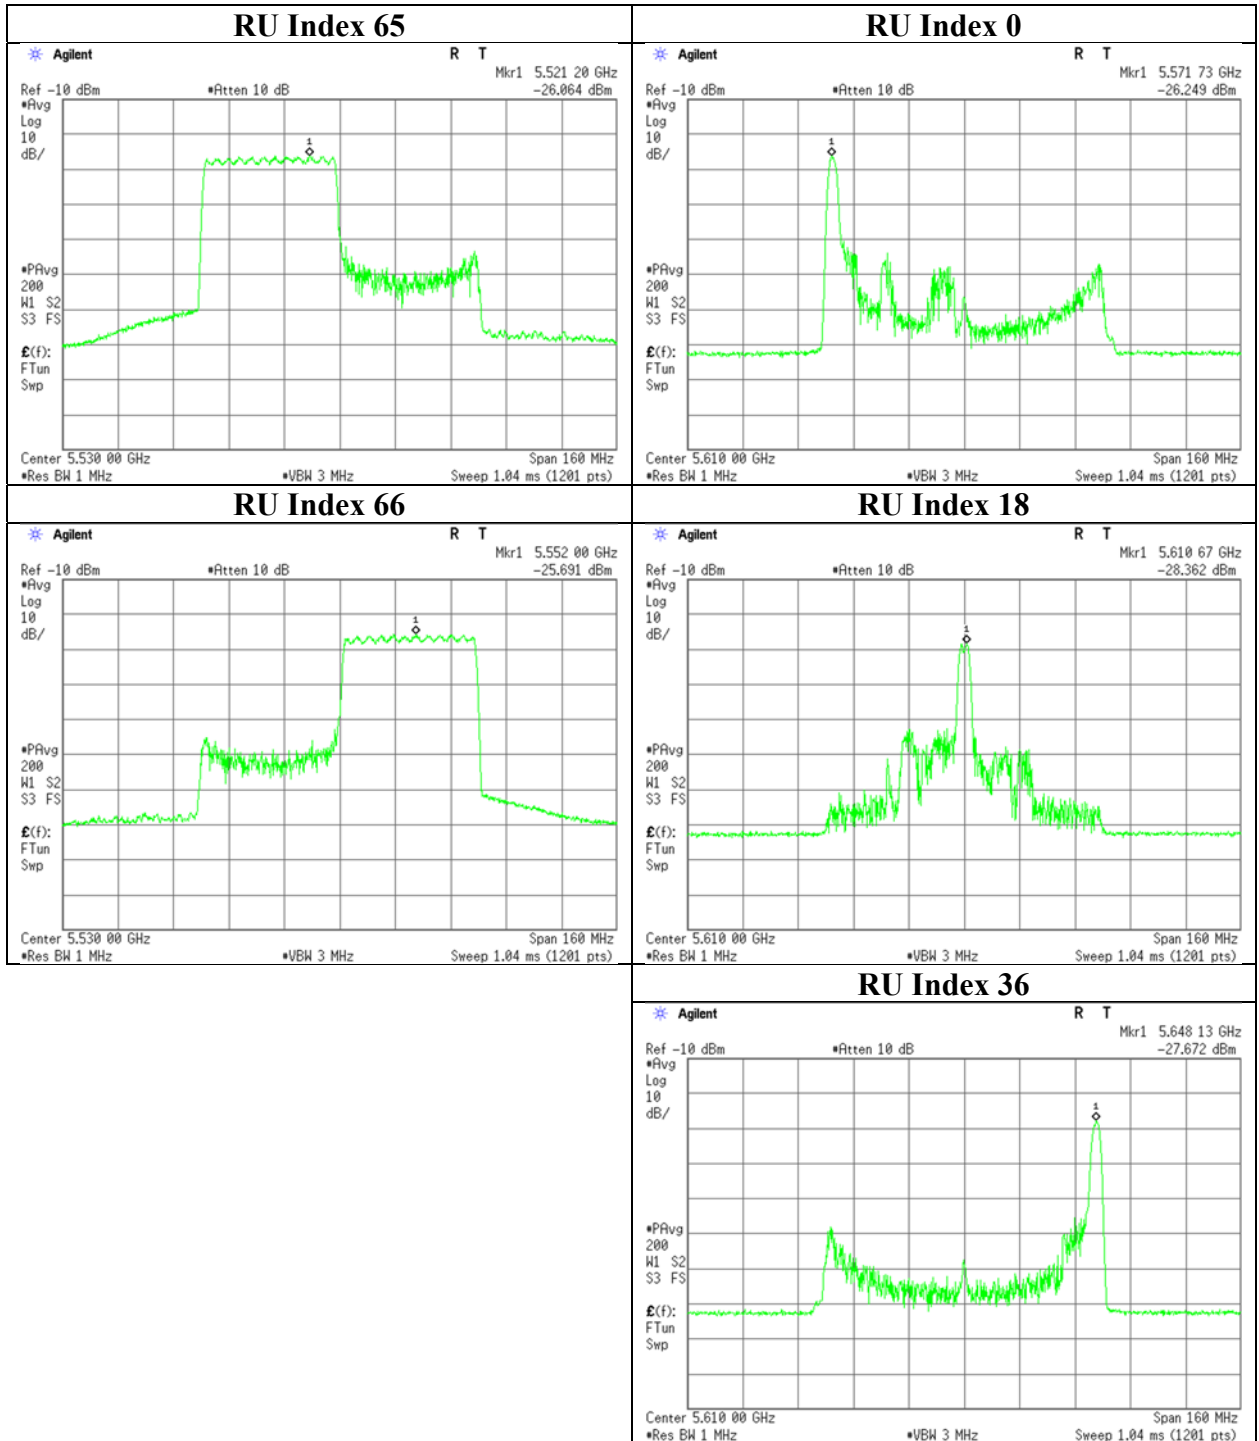 RU Index 65
Agilent
R T
Mkr1 5.521 20 GHz
Ref -10 dBm
*Atten 10 dB
-26.064 dBm
*Avg
Log
10
dB/
1
*PAvg
200
W1 S2
S3 FS
£(f):
FTun
Swp
Center 5.530 00 GHz
Span 160 MHz
*Res BW 1 MHz
*VBW 3 MHz
Sweep 1.04 ms (1201 pts)
RU Index 0
Agilent
R T
Mkr1 5.571 73 GHz
Ref -10 dBm
*Atten 10 dB
-26.249 dBm
*Avg
Log
10
dB/
1
*PAvg
200
W1 S2
S3 FS
£(f):
FTun
Swp
Center 5.610 00 GHz
Span 160 MHz
*Res BW 1 MHz
*VBW 3 MHz
Sweep 1.04 ms (1201 pts)
RU Index 66
Agilent
R T
Mkr1 5.552 00 GHz
Ref -10 dBm
*Atten 10 dB
-25.691 dBm
*Avg
Log
10
dB/
1
*PAvg
200
W1 S2
S3 FS
£(f):
FTun
Swp
Center 5.530 00 GHz
Span 160 MHz
*Res BW 1 MHz
*VBW 3 MHz
Sweep 1.04 ms (1201 pts)
RU Index 18
Agilent
R T
Mkr1 5.610 67 GHz
Ref -10 dBm
*Atten 10 dB
-28.362 dBm
*Avg
Log
10
dB/
1
*PAvg
200
W1 S2
S3 FS
£(f):
FTun
Swp
Center 5.610 00 GHz
Span 160 MHz
*Res BW 1 MHz
*VBW 3 MHz
Sweep 1.04 ms (1201 pts)
RU Index 36
Agilent
R T
Mkr1 5.648 13 GHz
Ref -10 dBm
*Atten 10 dB
-27.672 dBm
*Avg
Log
10
dB/
1
*PAvg
200
W1 S2
S3 FS
£(f):
FTun
Swp
Center 5.610 00 GHz
Span 160 MHz
*Res BW 1 MHz
*VBW 3 MHz
Sweep 1.04 ms (1201 pts)